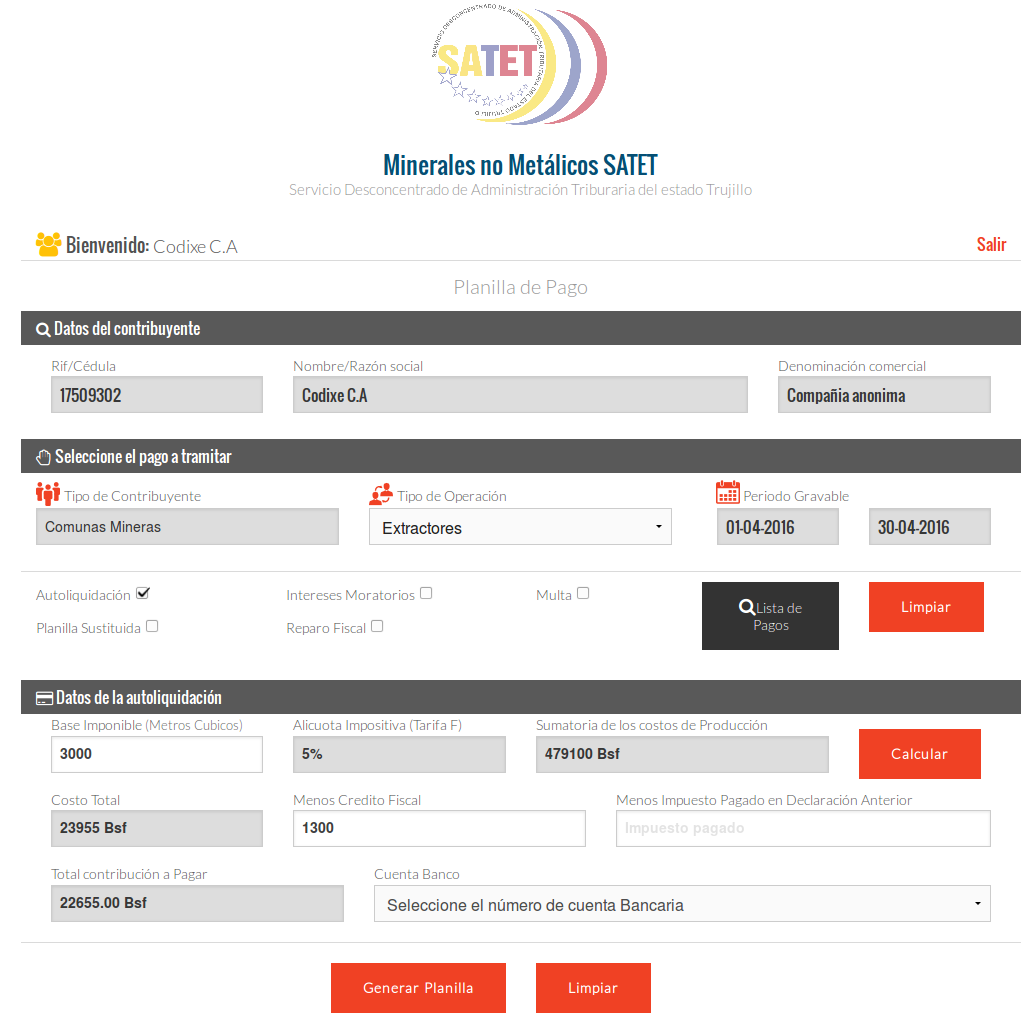 SERVICIO DESCONCENTRADO DE ADMINISTRACION TRIBUTARIA DEL ESTADO TRUJILLO
SATET
Minerales no Metálicos SATET
Servicio Desconcentrado de Administración Triburaria del estado Trujillo
Bienvenido: Codixe C.A
Salir
Planilla de Pago
Datos del contribuyente
Rif/Cédula Nombre/Razón social Denominación comercial
17509302 Codixe C.A Compañia anonima
Seleccione el pago a tramitar
Tipo de Contribuyente Tipo de Operación Periodo Gravable
Comunas Mineras Extractores 01-04-2016 30-04-2016
Autoliquidación Intereses Moratorios Multa
Lista de
Pagos
Limpiar
Planilla Sustituida Reparo Fiscal
Datos de la autoliquidación
Base Imponible (Metros Cubicos) Alicuota Impositiva (Tarifa F) Sumatoria de los costos de Producción
3000 5% 479100 Bsf Calcular
Costo Total Menos Credito Fiscal Menos Impuesto Pagado en Declaración Anterior
23955 Bsf 1300 Impuesto pagado
Total contribución a Pagar Cuenta Banco
22655.00 Bsf Seleccione el número de cuenta Bancaria
Generar Planilla Limpiar